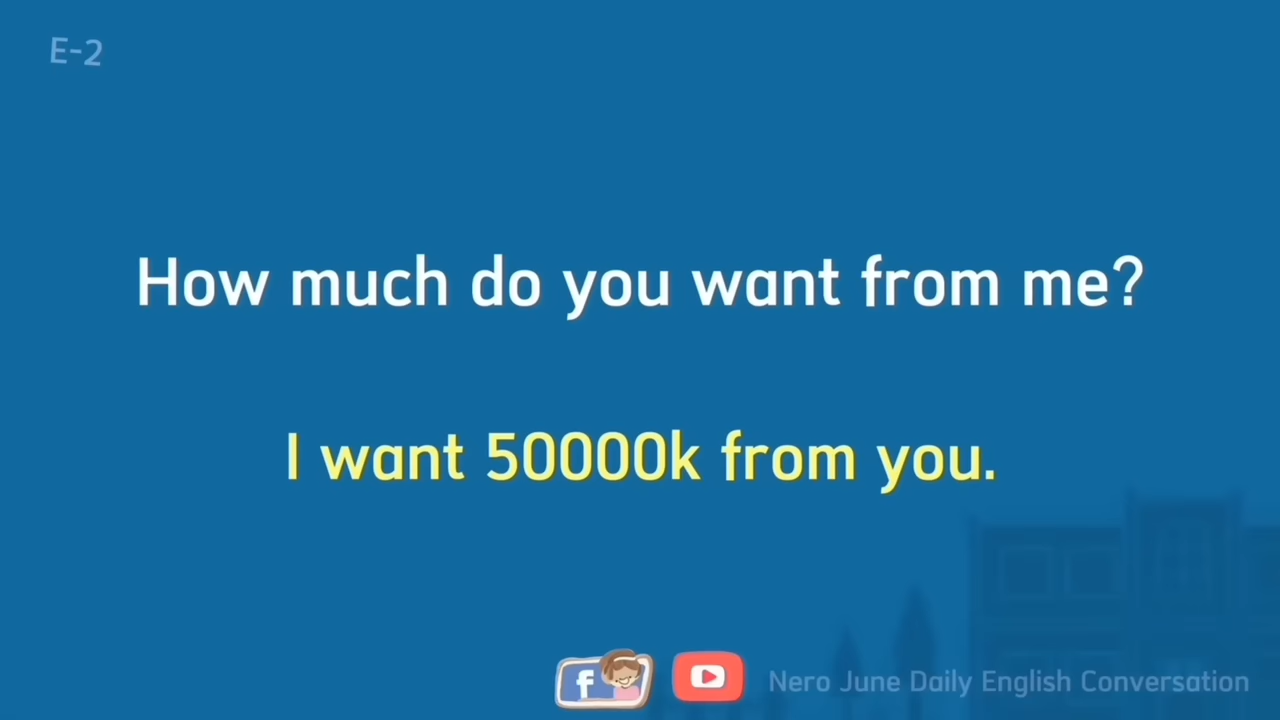 E-2
How much do you want from me?
I want 50000k from you.
f
Nero June Daily English Conversation